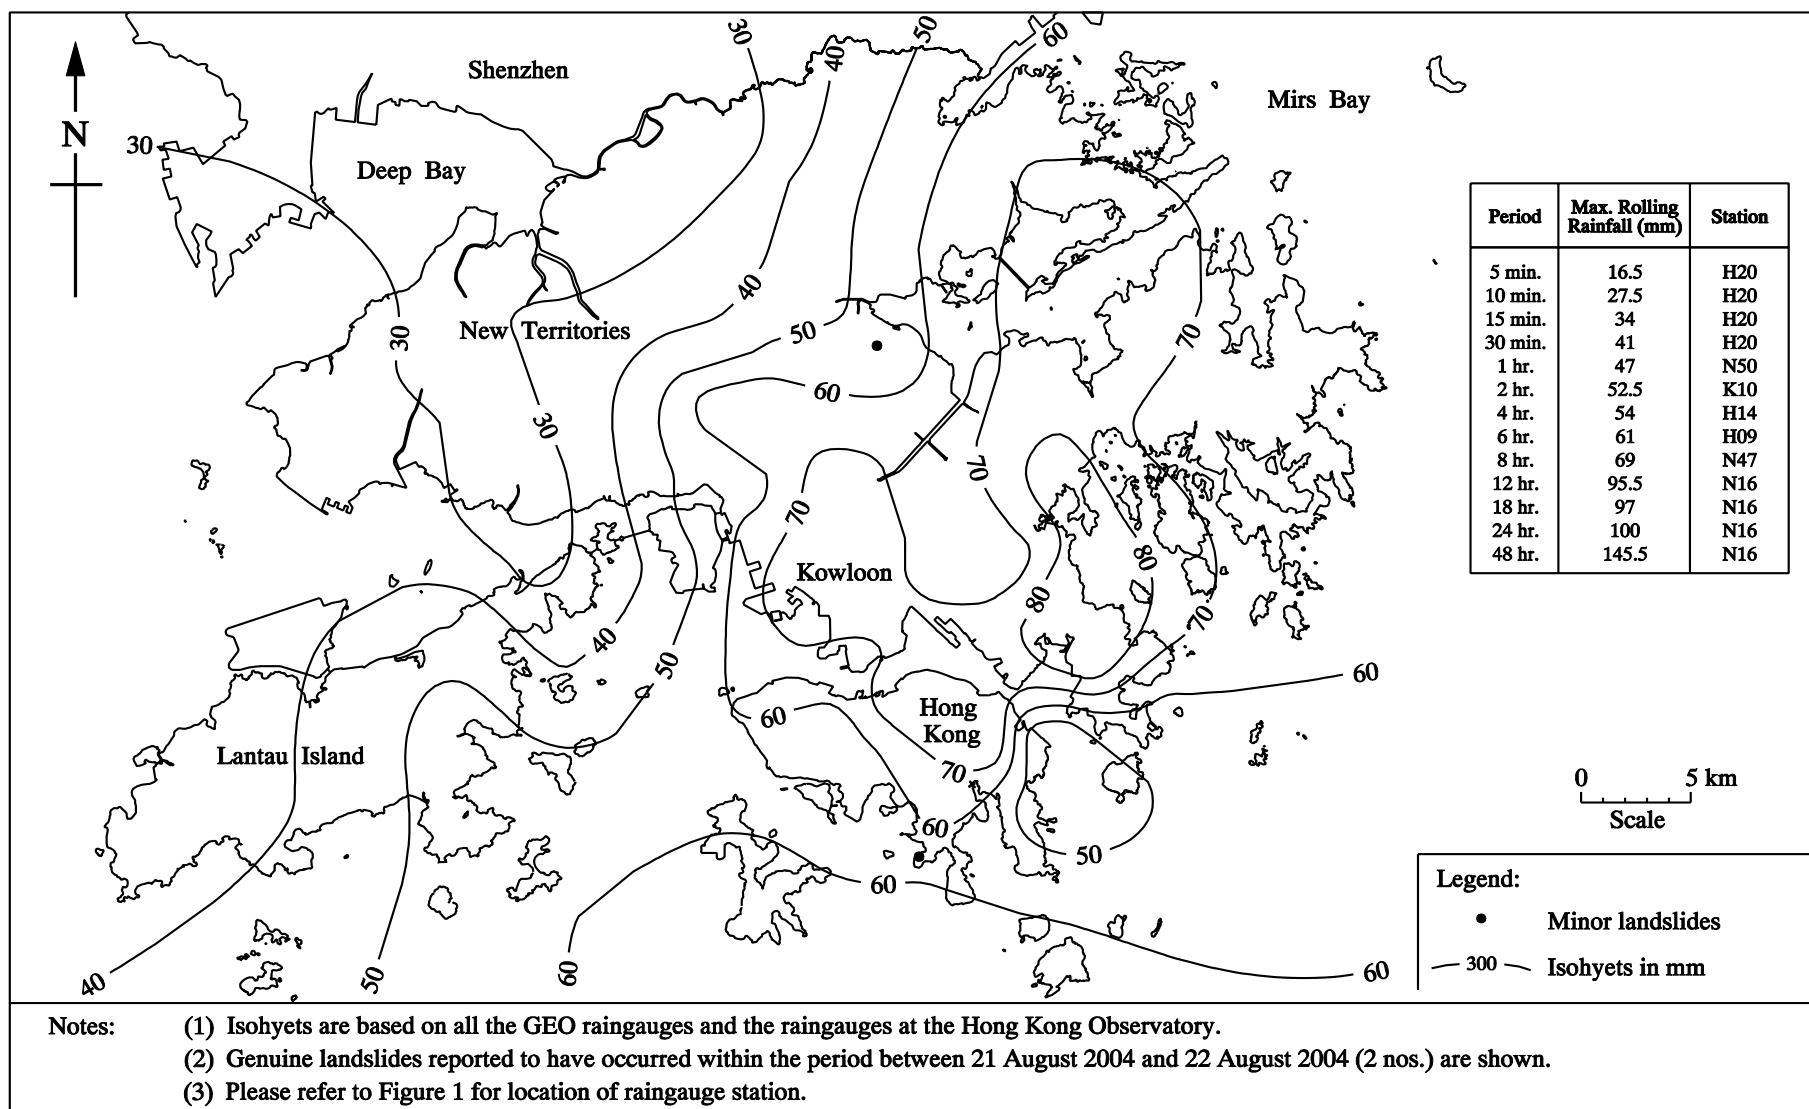 30
40
50
60
Shenzhen
Mirs Bay
N
30
Deep Bay
Period Max. Rolling Rainfall (mm) Station
5 min. 16.5 H20
10 min. 27.5 H20
15 min. 34 H20
30 min. 41 H20
1 hr. 47 N50
2 hr. 52.5 K10
4 hr. 54 H14
6 hr. 61 H09
8 hr. 69 N47
12 hr. 95.5 N16
18 hr. 97 N16
24 hr. 100 N16
48 hr. 145.5 N16
40
30
New Territories
50
70
60
30
70
70
80
Kowloon
80
70
40
50
60
60
Hong
Kong
Lantau Island
70
0 5 km
Scale
60
50
60
40
50
60
60
Legend:
Minor landslides
300 Isohyets in mm
Notes: (1) Isohyets are based on all the GEO raingauges and the raingauges at the Hong Kong Observatory.
(2) Genuine landslides reported to have occurred within the period between 21 August 2004 and 22 August 2004 (2 nos.) are shown.
(3) Please refer to Figure 1 for location of raingauge station.